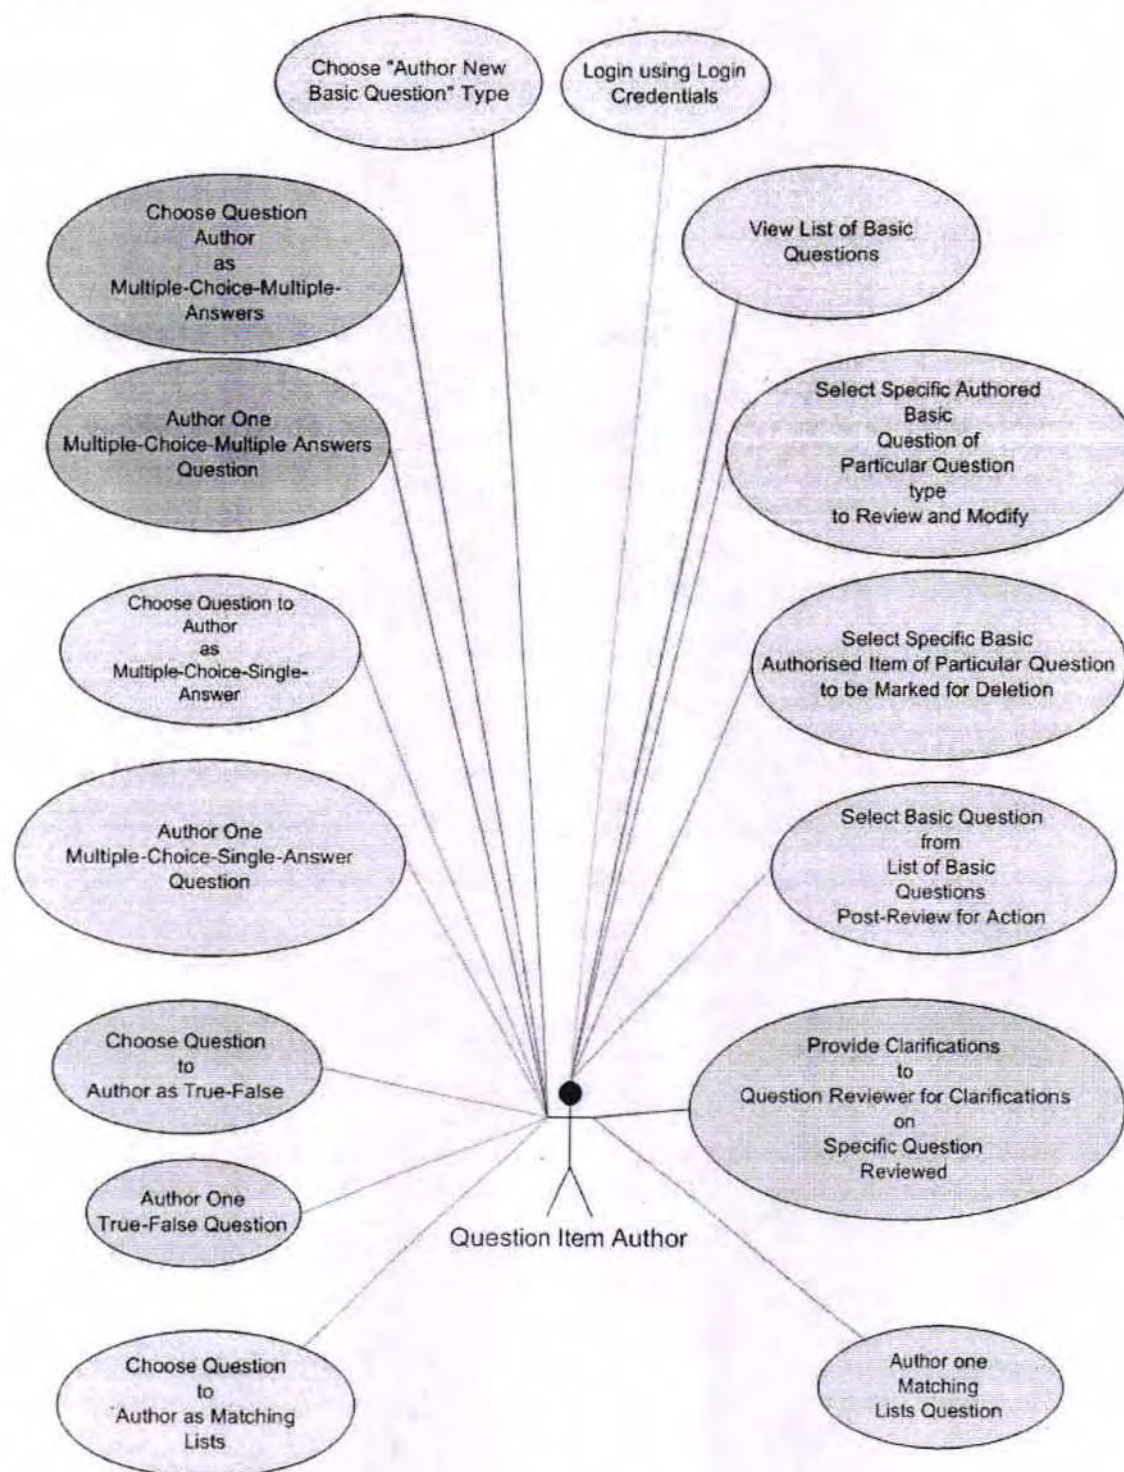 Choose "Author New
Basic Question" Type
Login using Login
Credentials
Choose Question
Author
as
Multiple-Choice-Multiple-
Answers
View List of Basic
Questions
Author One
Multiple-Choice-Multiple Answers
Question
Select Specific Authored
Basic
Question of
Particular Question
type
to Review and Modify
Choose Question to
Author
as
Multiple-Choice-Single-
Answer
Select Specific Basic
Authorised Item of Particular Question
to be Marked for Deletion
Author One
Multiple-Choice-Single-Answer
Question
Select Basic Question
from
List of Basic
Questions
Post-Review for Action
Choose Question
to
Author as True-False
Provide Clarifications
to
Question Reviewer for Clarifications
on
Specific Question
Reviewed
Author One
True-False Question
Question Item Author
Choose Question
to
Author as Matching
Lists
Author one
Matching
Lists Question